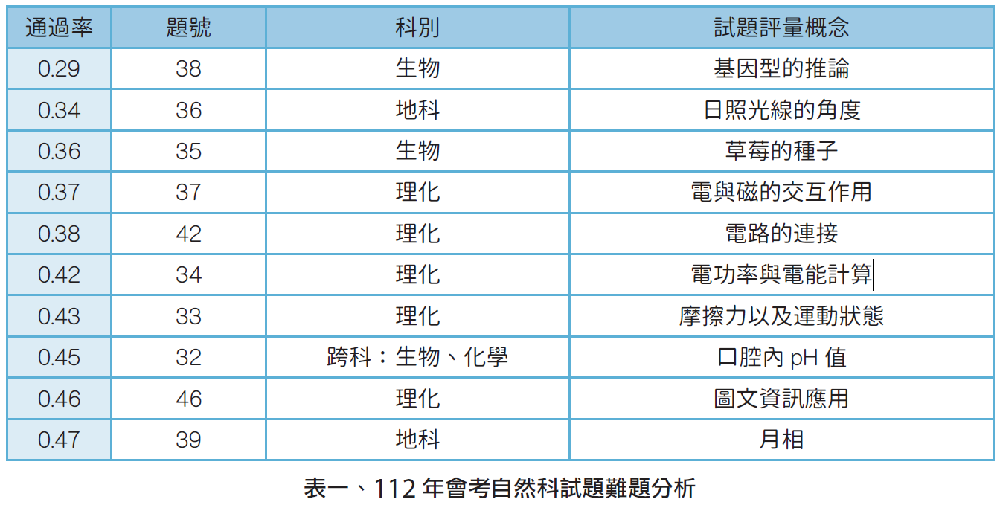 通過率 題號 科別 試題評量概念
0.29 38 生物 基因型的推論
0.34 36 地科 日照光線的角度
0.36 35 生物 草莓的種子
0.37 37 理化 電與磁的交互作用
0.38 42 理化 電路的連接
0.42 34 理化 電功率與電能計算
0.43 33 理化 摩擦力以及運動狀態
0.45 32 跨科：生物、化學 口腔內 pH 值
0.46 46 理化 圖文資訊應用
0.47 39 地科 月相
表一、112 年會考自然科試題難題分析